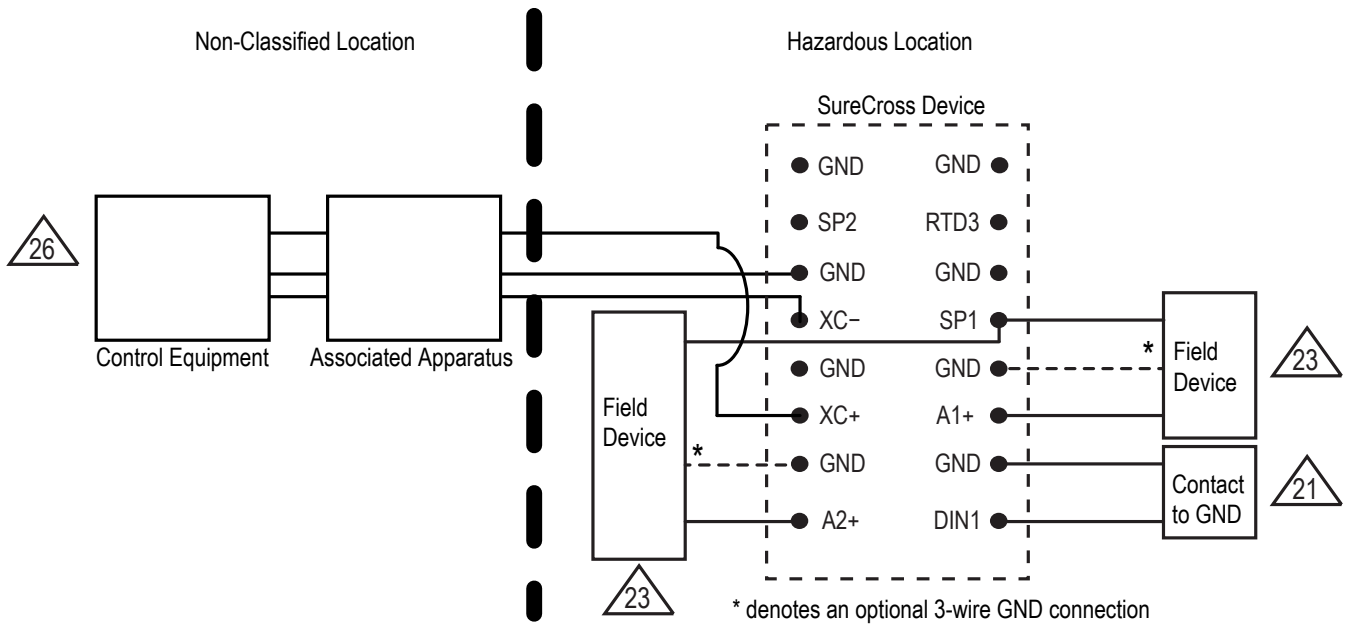 Non-Classified Location
Hazardous Location
SureCross Device
GND
GND
SP2
RTD3
26
GND
GND
XC−
SP1
Control Equipment
Associated Apparatus
*
Field
Device
23
GND
GND
Field
Device
XC+
A1+
*
GND
GND
Contact
to GND
21
A2+
DIN1
23
* denotes an optional 3-wire GND connection